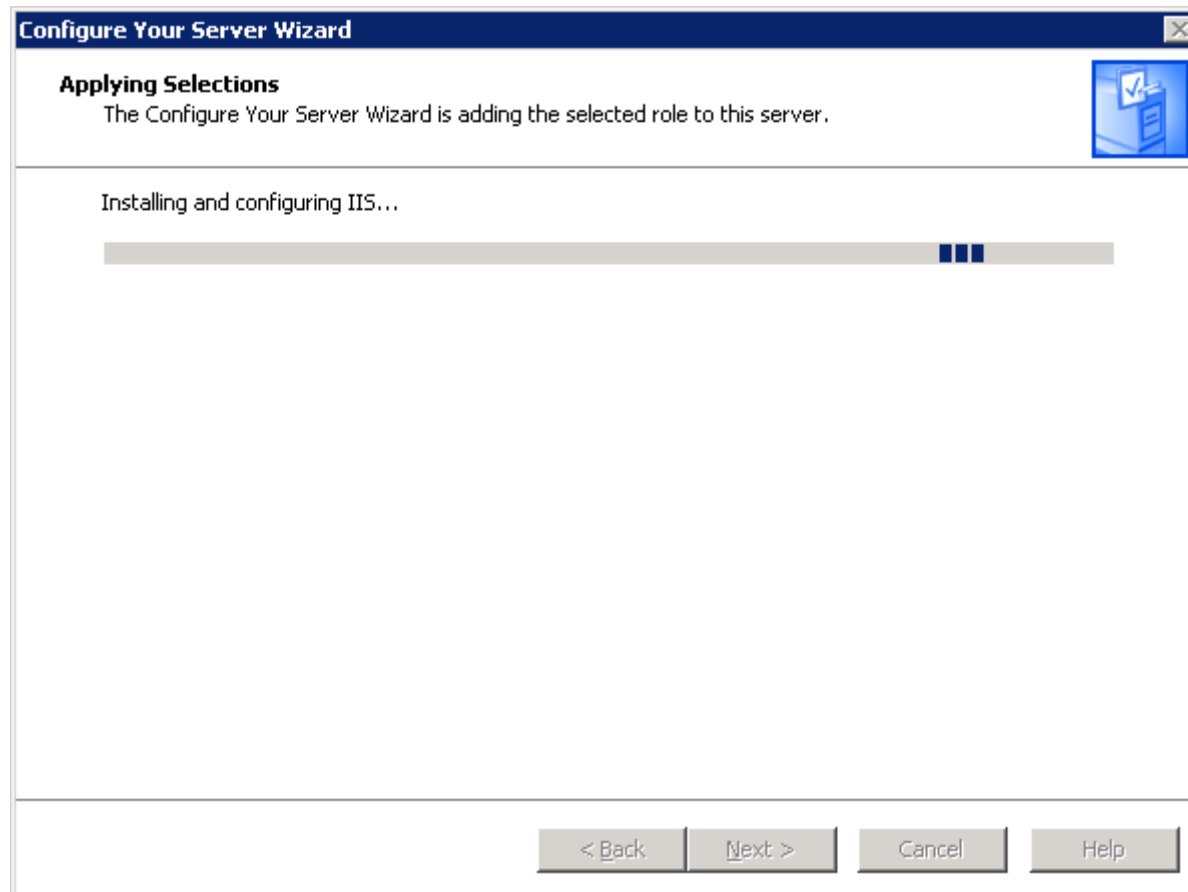 Configure Your Server Wizard
Applying Selections
The Configure Your Server Wizard is adding the selected role to this server.
Installing and configuring IIS...
< Back
Next >
Cancel
Help